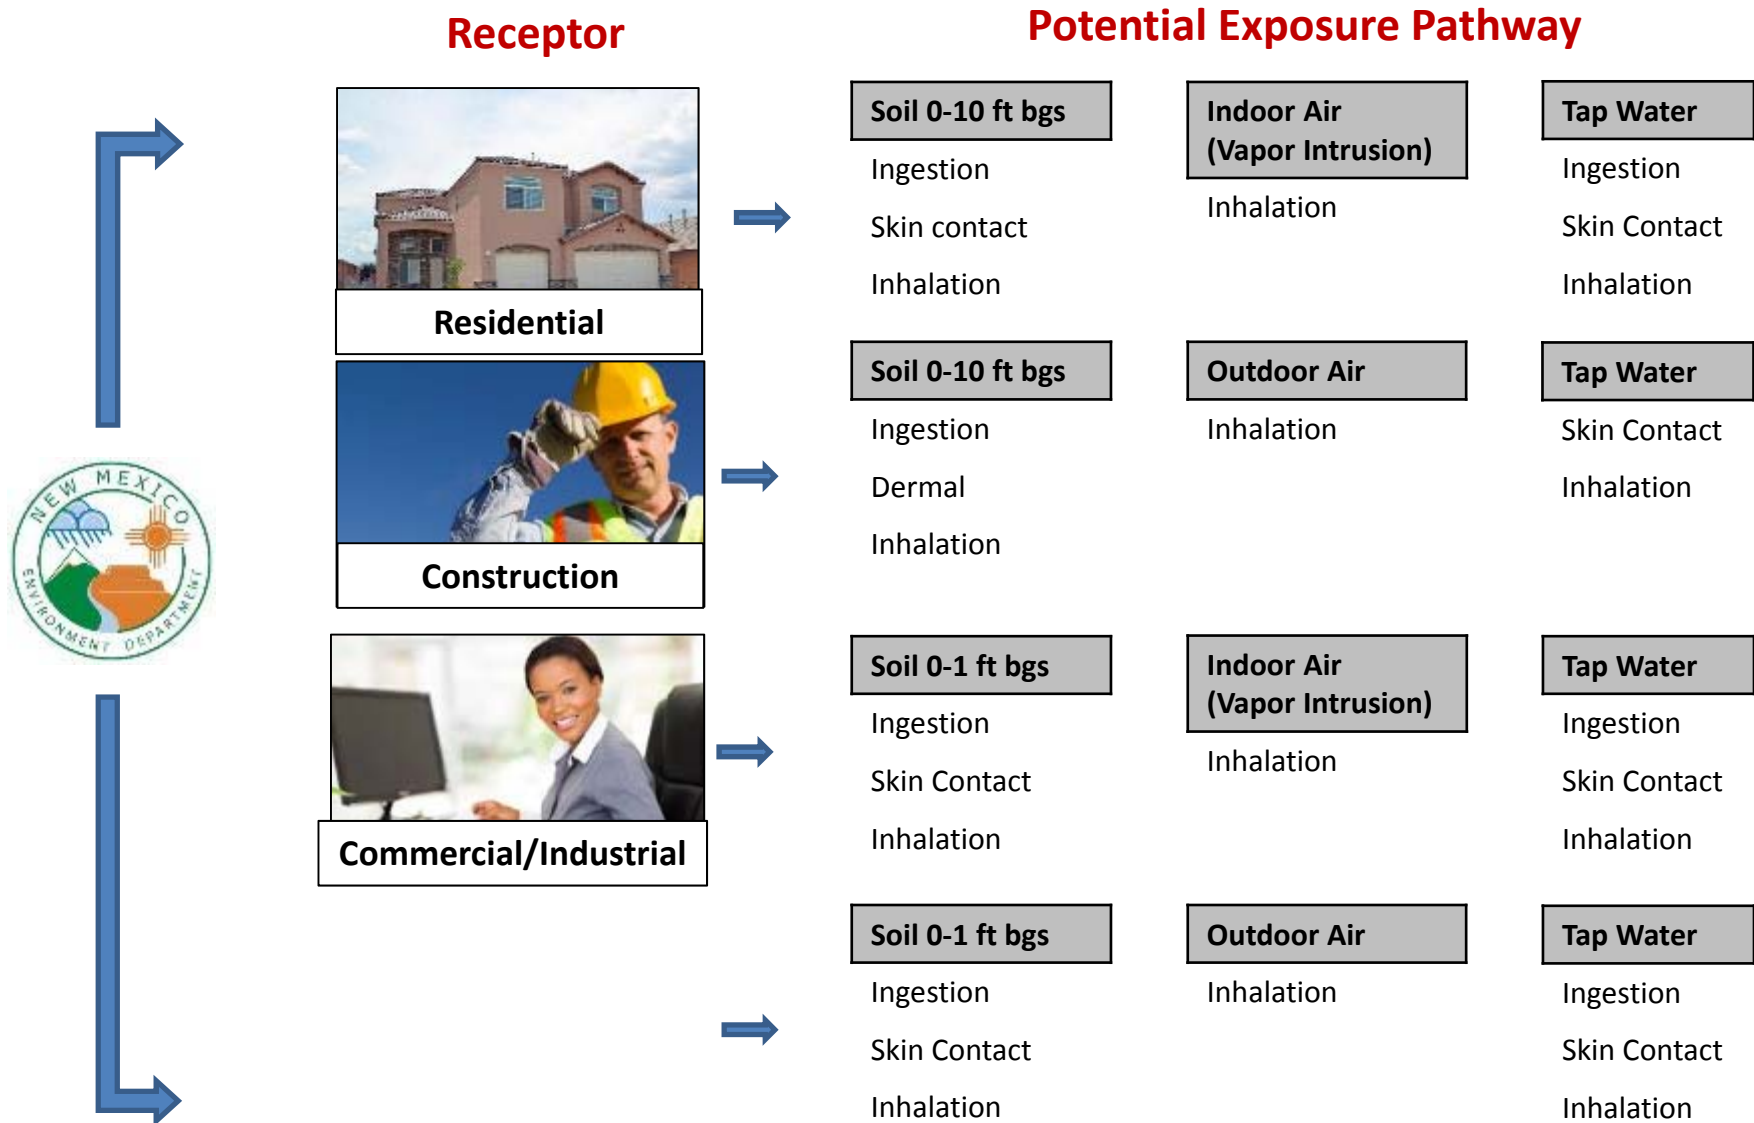 Receptor
Potential Exposure Pathway
NEW MEXICO
ENVIRONMENT DEPARTMENT
Residential
Soil 0-10 ft bgs
Ingestion
Skin contact
Inhalation
Indoor Air
(Vapor Intrusion)
Inhalation
Tap Water
Ingestion
Skin Contact
Inhalation
Construction
Soil 0-10 ft bgs
Ingestion
Dermal
Inhalation
Outdoor Air
Inhalation
Tap Water
Skin Contact
Inhalation
Commercial/Industrial
Soil 0-1 ft bgs
Ingestion
Skin Contact
Inhalation
Indoor Air
(Vapor Intrusion)
Inhalation
Tap Water
Ingestion
Skin Contact
Inhalation
Soil 0-1 ft bgs
Ingestion
Skin Contact
Inhalation
Outdoor Air
Inhalation
Tap Water
Ingestion
Skin Contact
Inhalation